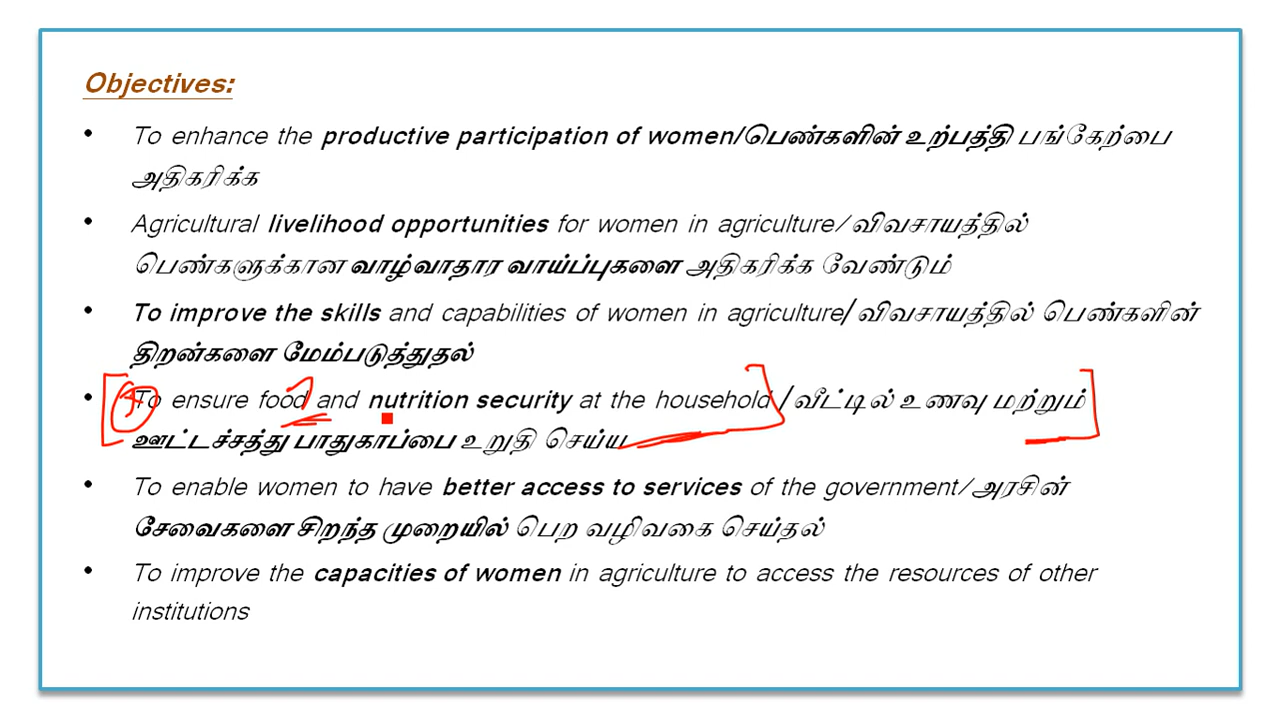 Objectives:
• To enhance the productive participation of women/பெண்களின் உற்பத்தி பங்கேற்பை
அதிகரிக்க
• Agricultural livelihood opportunities for women in agriculture/விவசாயத்தில்
பெண்களுக்கான வாழ்வாதார வாய்ப்புகளை அதிகரிக்க வேண்டும்
• To improve the skills and capabilities of women in agriculture/விவசாயத்தில் பெண்களின்
திறன்களை மேம்படுத்துதல்
• To ensure food and nutrition security at the household/வீட்டில் உணவு மற்றும்
ஊட்டச்சத்து பாதுகாப்பை உறுதி செய்ய
• To enable women to have better access to services of the government/அரசின்
சேவைகளை சிறந்த முறையில் பெற வழிவகை செய்தல்
• To improve the capacities of women in agriculture to access the resources of other
institutions